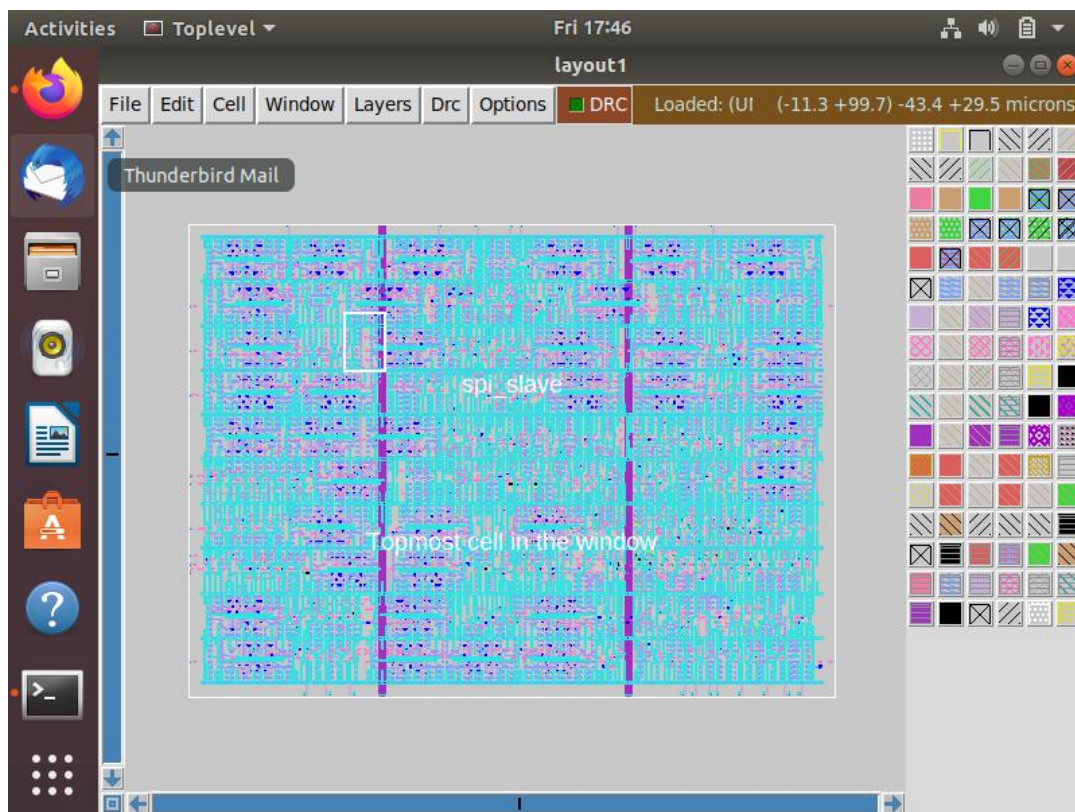 Activities Toplevel Fri 17:46
layout1
File Edit Cell Window Layers Drc Options DRC Loaded: (UI (-11.3 +99.7) -43.4 +29.5 microns
Thunderbird Mail
spi_slave
Topmost cell in the window